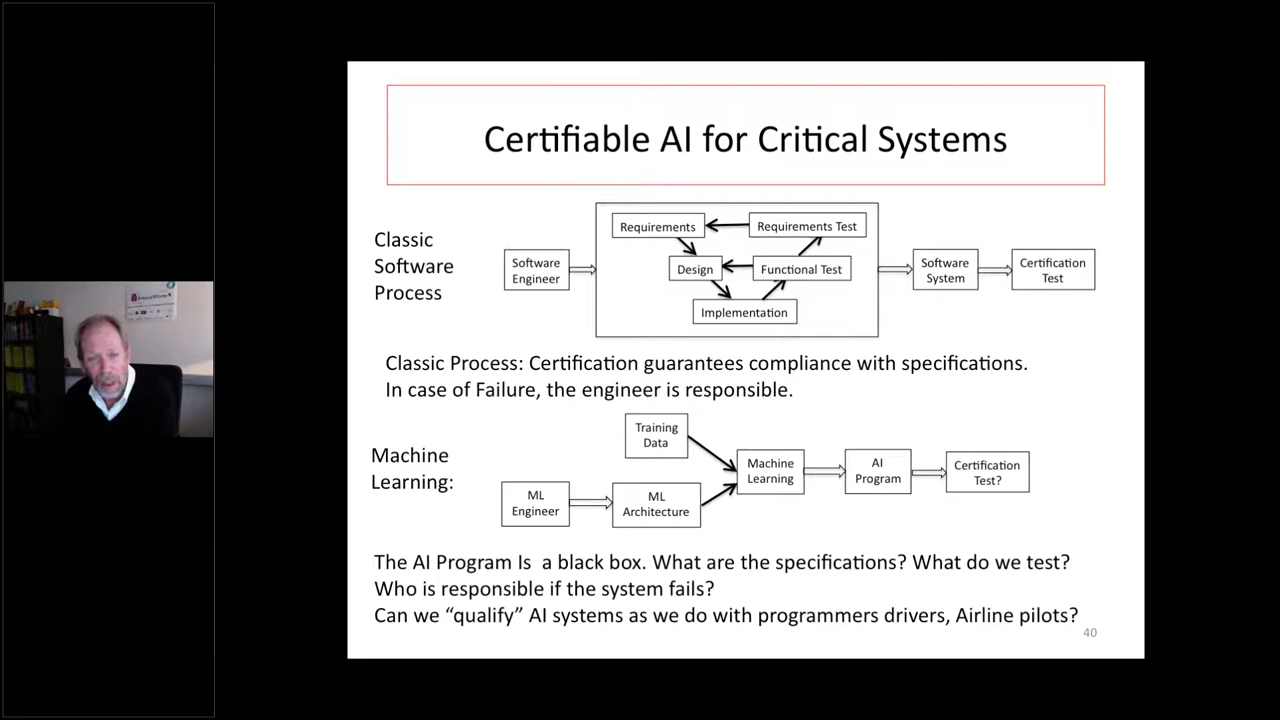 Certifiable AI for Critical Systems
Classic
Software
Process
Software
Engineer
Requirements
Requirements Test
Design
Functional Test
Implementation
Software
System
Certification
Test
Classic Process: Certification guarantees compliance with specifications.
In case of Failure, the engineer is responsible.
Machine
Learning:
Training
Data
ML
Engineer
ML
Architecture
Machine
Learning
AI
Program
Certification
Test?
The AI Program Is  a black box. What are the specifications? What do we test?
Who is responsible if the system fails?
Can we “qualify” AI systems as we do with programmers drivers, Airline pilots?
40